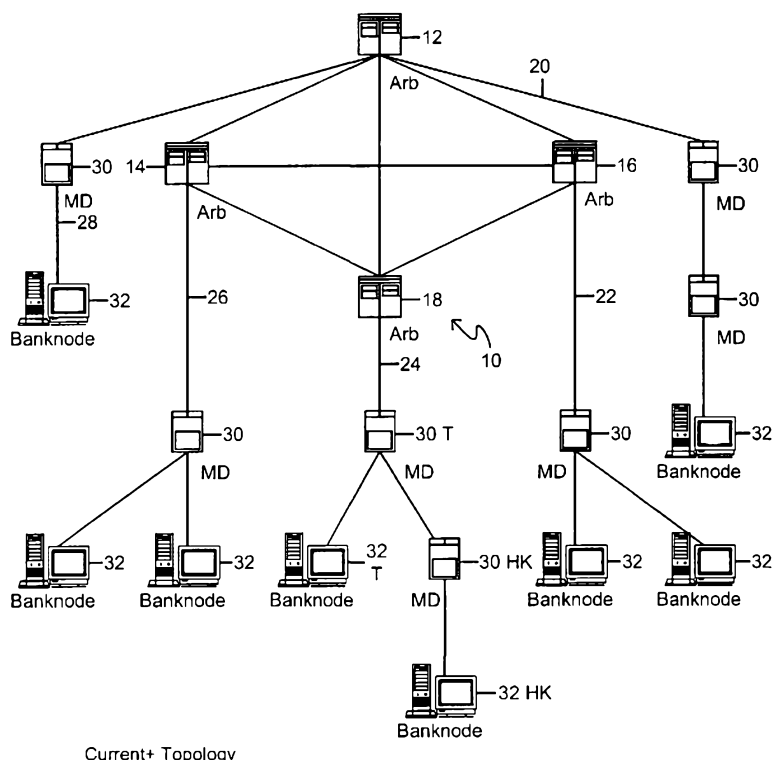 12
Arb
20
30
MD
28
14
Arb
16
Arb
30
MD
32
Banknode
26
18
Arb
10
24
22
30
MD
30
MD
30 T
MD
30
MD
32
Banknode
32
Banknode
32
Banknode
32
T
Banknode
30 HK
MD
32
Banknode
32
Banknode
32 HK
Banknode
Current+ Topology